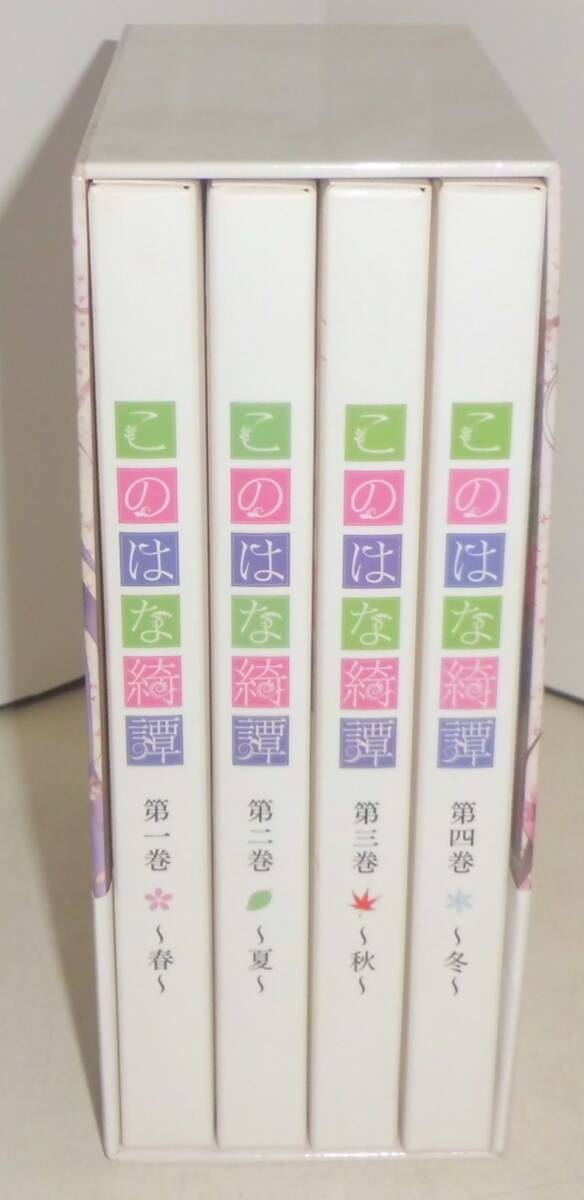 このはな綺譚
第一巻
〜春〜
このはな綺譚
第二巻
〜夏〜
このはな綺譚
第三巻
〜秋〜
このはな綺譚
第四巻
〜冬〜